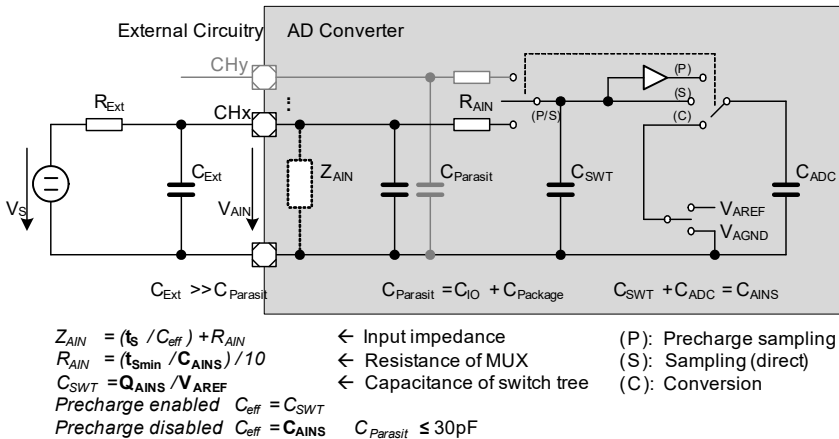 External Circuitry AD Converter
CHy
R_Ext
CHx
R_AIN
(P)
(S)
(P/S)
(C)
V_S
C_Ext
V_AIN
Z_AIN
C_Parasit
C_SWT
C_ADC
V_AREF
V_AGND
C_Ext >> C_Parasit
C_Parasit = C_IO + C_Package
C_SWT + C_ADC = C_AINS
Z_AIN = (t_S / C_eff) + R_AIN ← Input impedance (P): Precharge sampling
R_AIN = (t_Smin / C_AINS) / 10 ← Resistance of MUX (S): Sampling (direct)
C_SWT = Q_AINS / V_AREF ← Capacitance of switch tree (C): Conversion
Precharge enabled C_eff = C_SWT
Precharge disabled C_eff = C_AINS C_Parasit ≤ 30pF